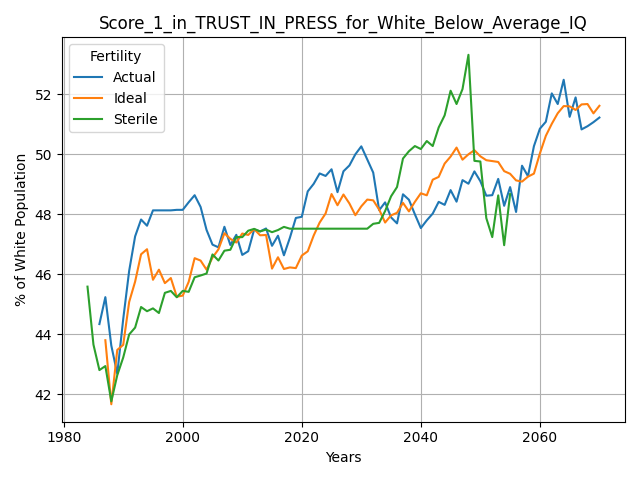 Score_1_in_TRUST_IN_PRESS_for_White_Below_Average_IQ
Fertility
Actual
Ideal
Sterile
% of White Population
52
50
48
46
44
42
1980
2000
2020
2040
2060
Years